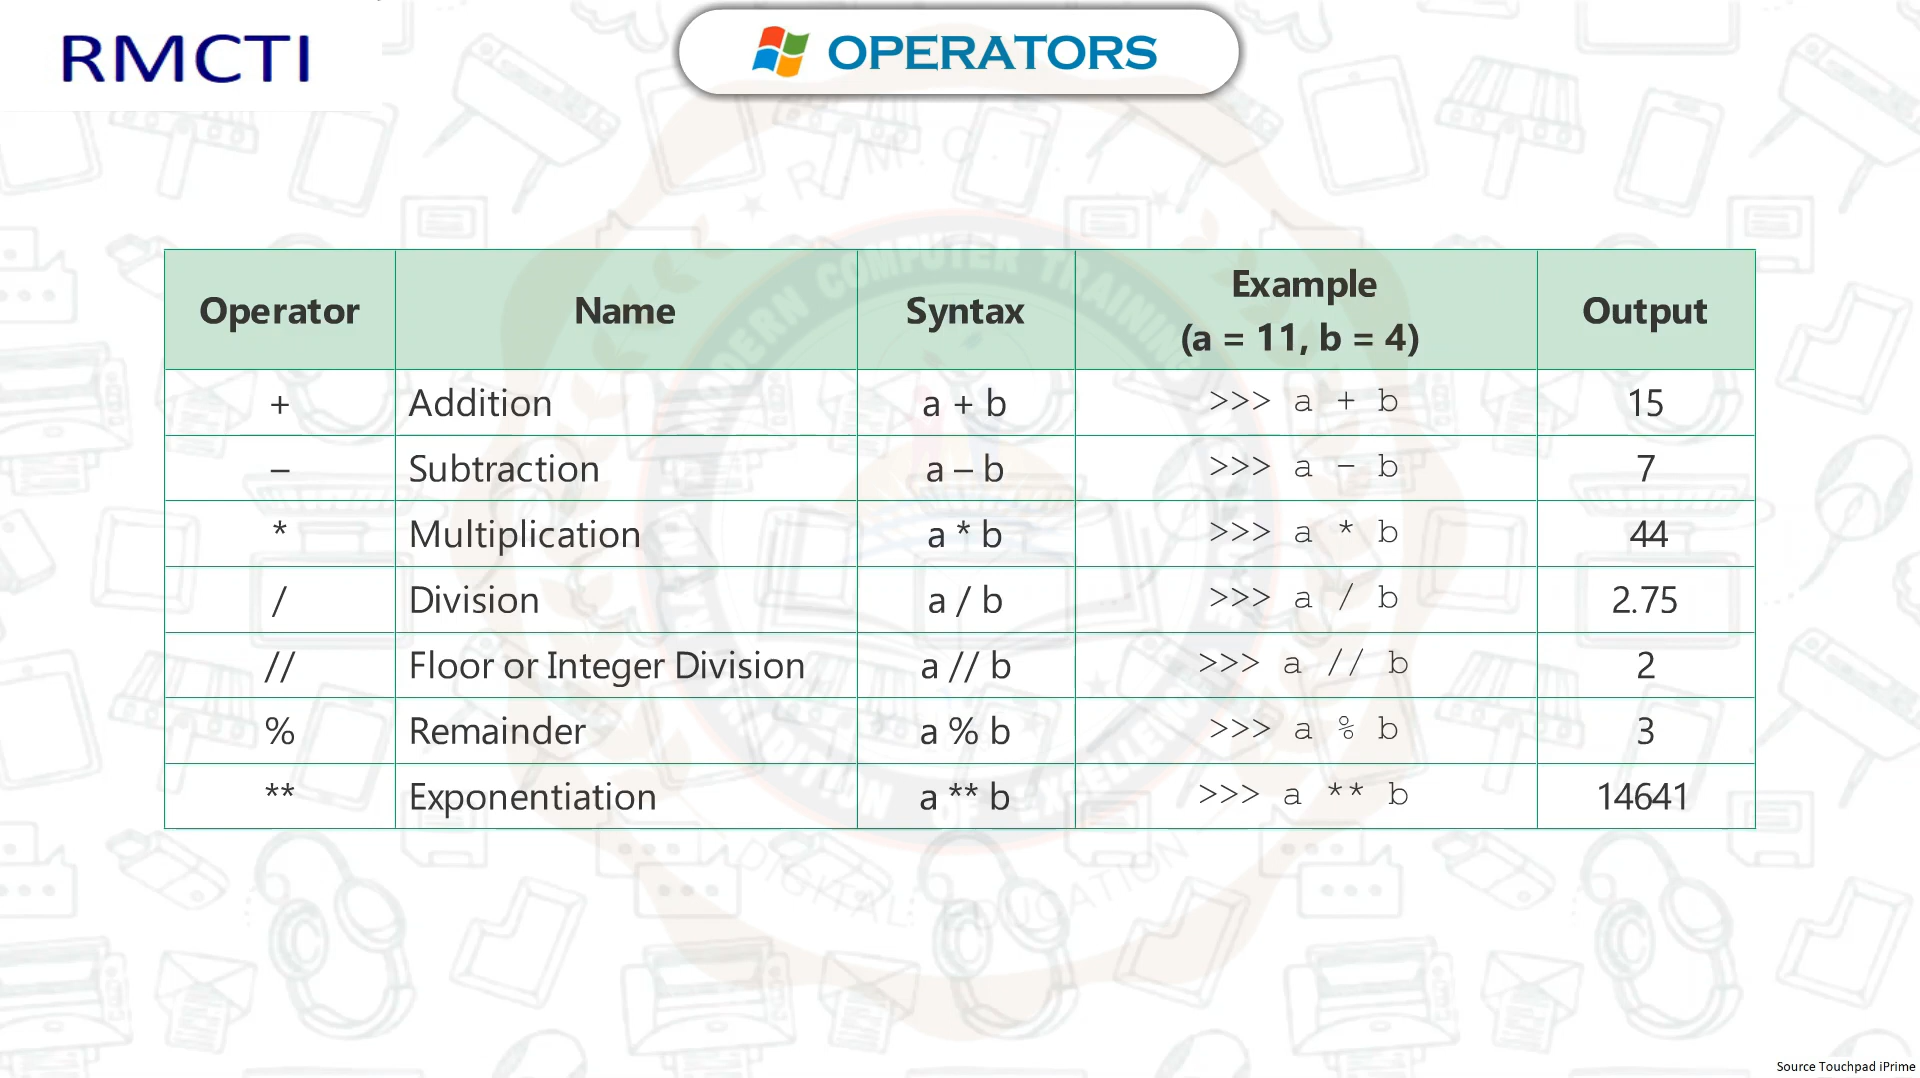 RMCTI
OPERATORS
Operator Name Syntax Example (a = 11, b = 4) Output
+ Addition a + b >>> a + b 15
– Subtraction a – b >>> a - b 7
* Multiplication a * b >>> a * b 44
/ Division a / b >>> a / b 2.75
// Floor or Integer Division a // b >>> a // b 2
% Remainder a % b >>> a % b 3
** Exponentiation a ** b >>> a ** b 14641
Source Touchpad iPrime